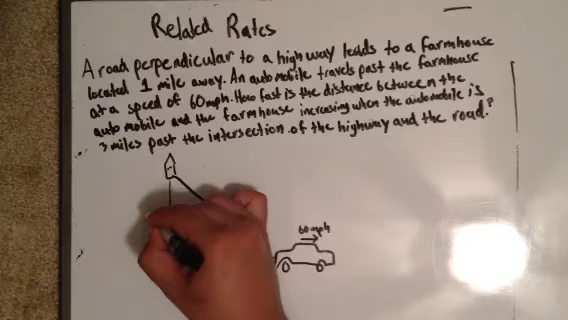 Related Rates
A road perpendicular to a highway leads to a farmhouse
located 1 mile away. An automobile travels past the farmhouse
at a speed of 60mph. How fast is the distance between the
automobile and the farmhouse increasing when the automobile is
3 miles past the intersection of the highway and the road?
60 mph